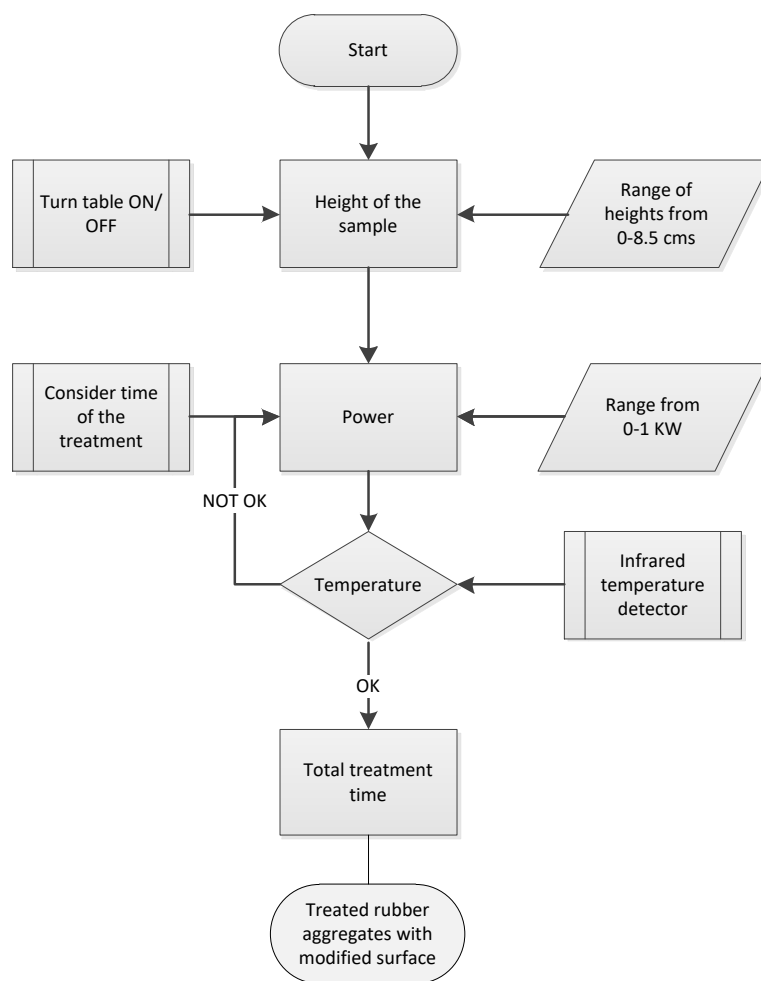 Start
Turn table ON/
OFF
Height of the
sample
Range of
heights from
0-8.5 cms
Consider time
of the
treatment
Power
Range from
0-1 KW
NOT OK
Temperature
Infrared
temperature
detector
OK
Total treatment
time
Treated rubber
aggregates with
modified surface